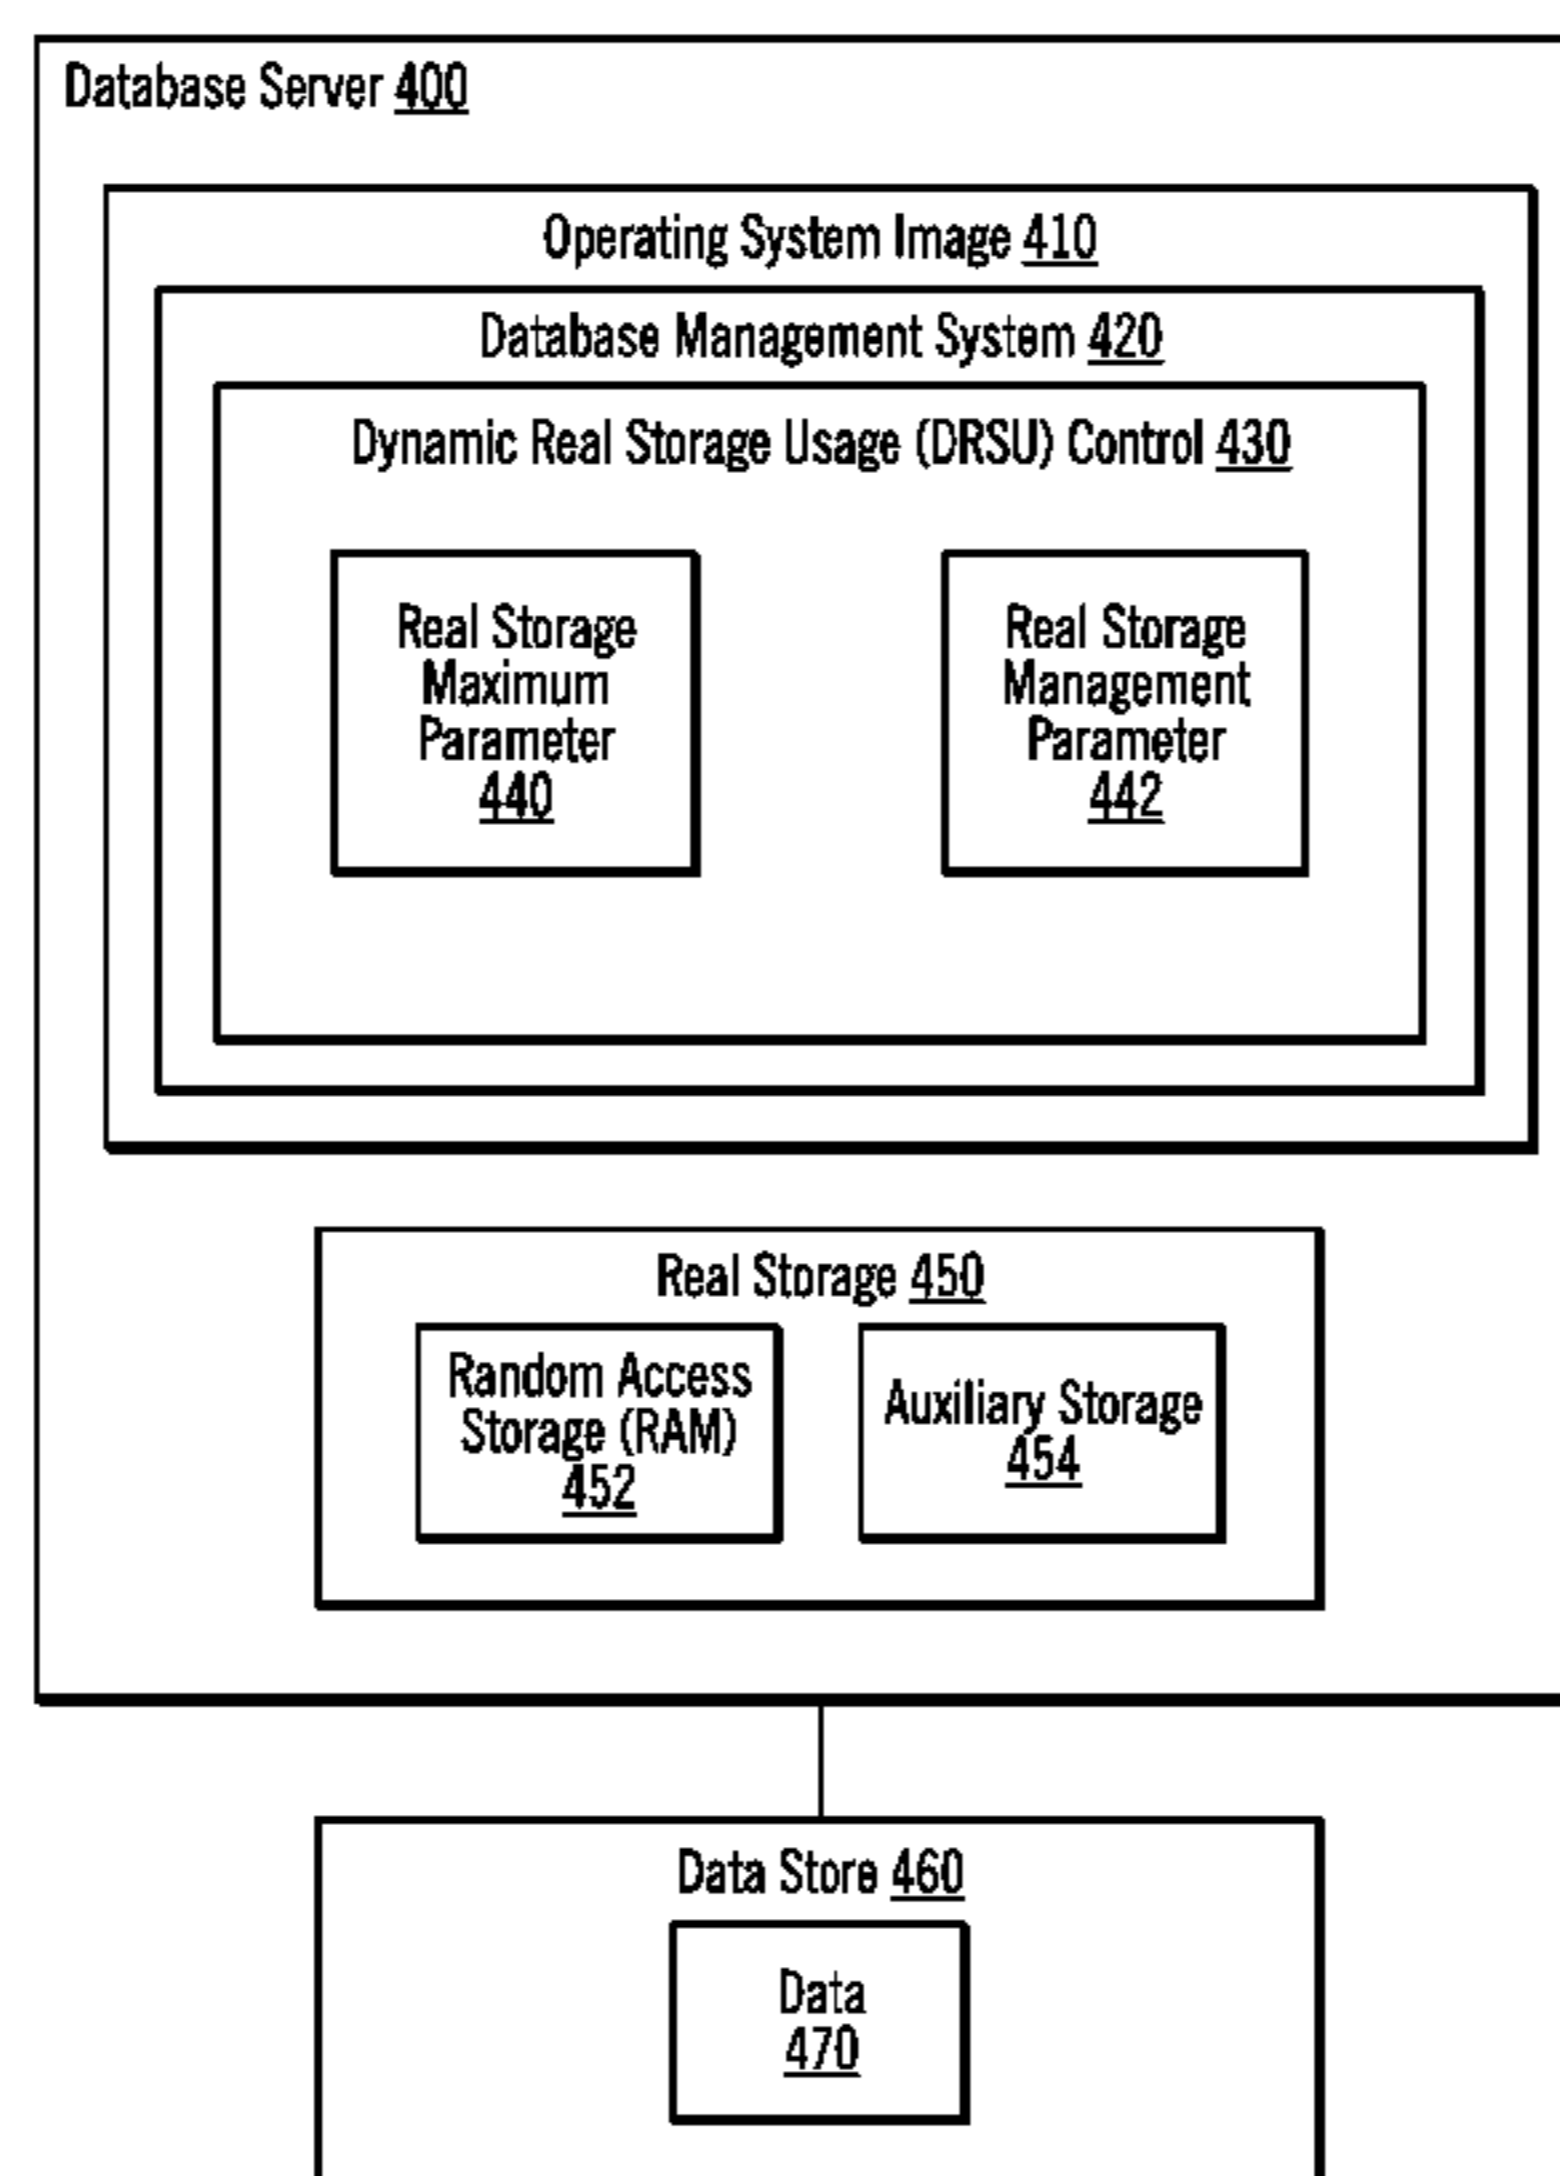 Database Server 400
Operating System Image 410
Database Management System 420
Dynamic Real Storage Usage (DRSU) Control 430
Real Storage
Maximum
Parameter
440
Real Storage
Management
Parameter
442
Real Storage 450
Random Access
Storage (RAM)
452
Auxiliary Storage
454
Data Store 460
Data
470